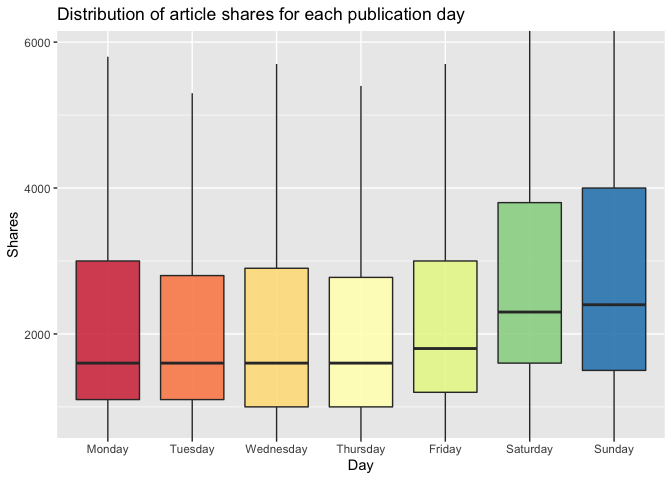 Distribution of article shares for each publication day
6000
4000
2000
Shares
Monday Tuesday Wednesday Thursday Friday Saturday Sunday
Day